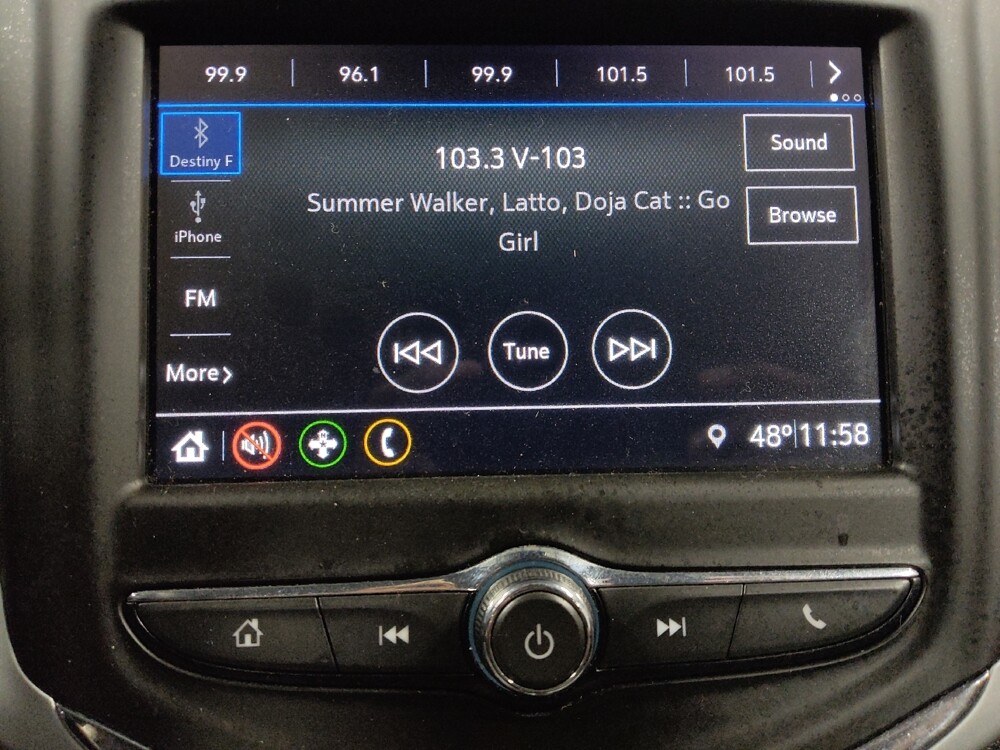 99.9 96.1 99.9 101.5 101.5
Destiny F
iPhone
FM
More
103.3 V-103
Summer Walker, Latto, Doja Cat :: Go
Girl
Tune
Sound
Browse
48º 11:58